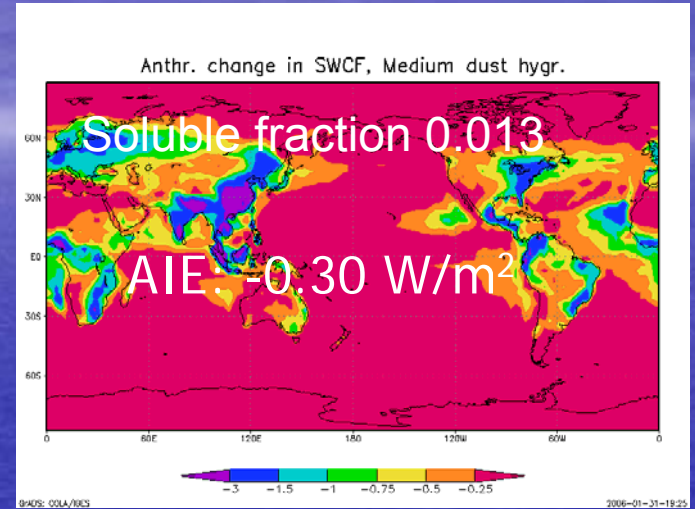 Anthr. change in SWCF, Medium dust hygr.
Soluble fraction 0.013
AIE: -0.30 W/m²
60N
30N
EQ
30S
60S
0 60E 120E 180 120W 60W 0
-3 -1.5 -1 -0.75 -0.5 -0.25
GrADS: COLA/IGES 2006-01-31-19:25